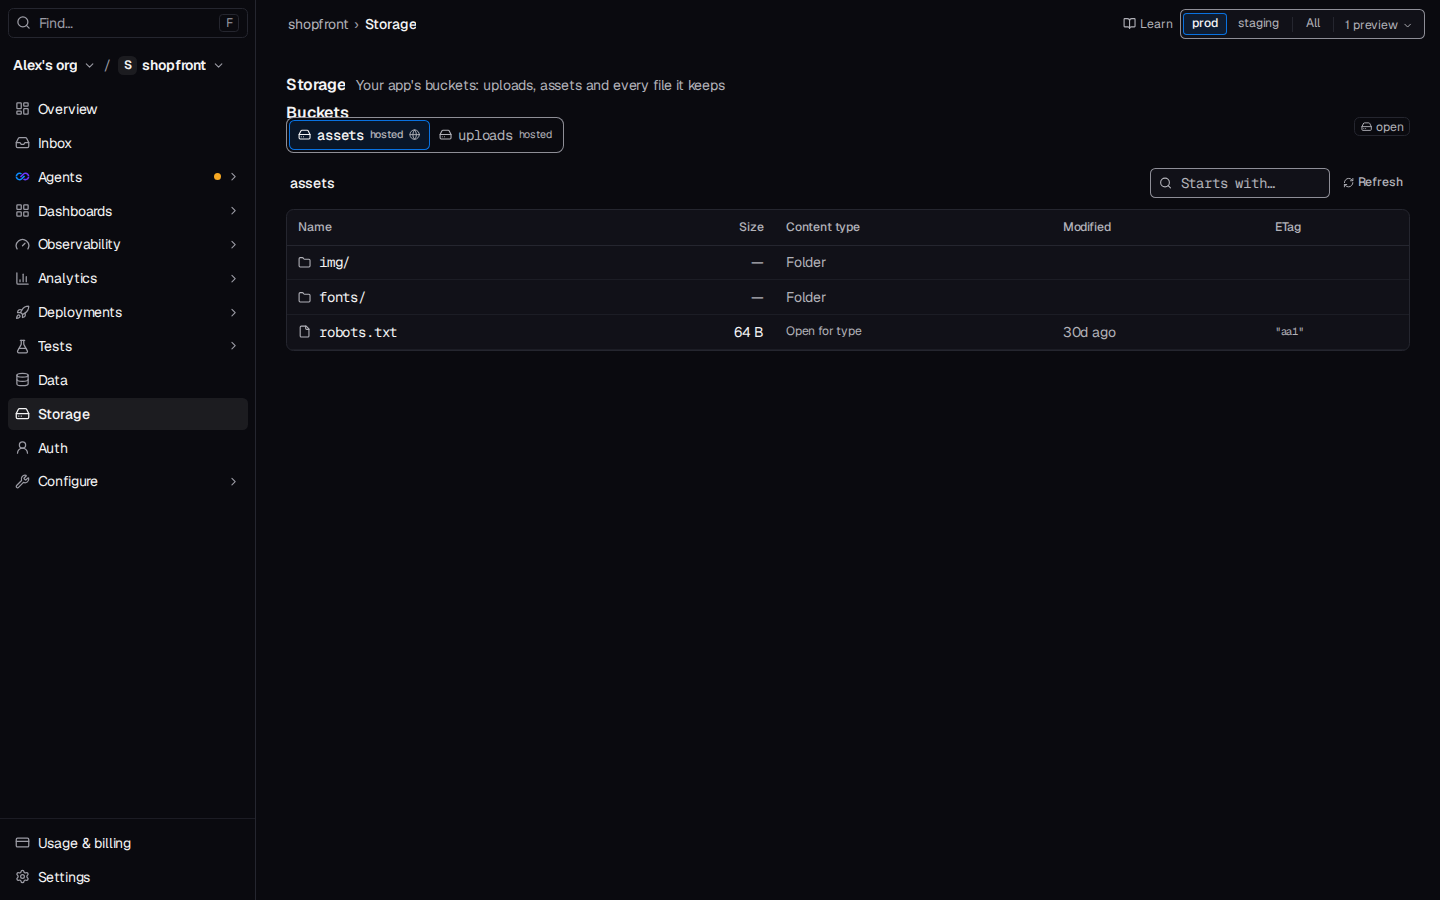 Find... F
Alex's org / S shopfront
Overview
Inbox
Agents
Dashboards
Observability
Analytics
Deployments
Tests
Data
Storage
Auth
Configure
Usage & billing
Settings
shopfront › Storage
Learn prod staging All 1 preview
Storage Your app's buckets: uploads, assets and every file it keeps
Buckets
assets hosted uploads hosted
open
assets
Starts with… Refresh
Name Size Content type Modified ETag
img/ — Folder
fonts/ — Folder
robots.txt 64 B Open for type 30d ago "aa1"